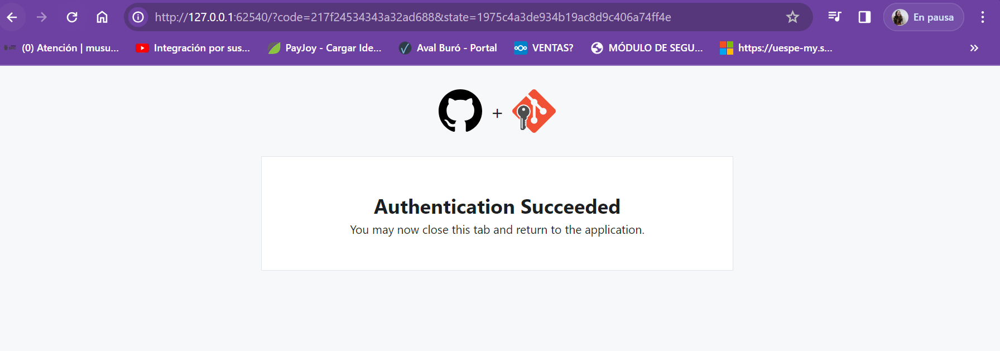 http://127.0.0.1:62540/?code=217f24534343a32ad688&state=1975c4a3de934b19ac8d9c406a74ff4e
En pausa
(0) Atención | musu...
Integración por sus...
PayJoy - Cargar Ide...
Aval Buró - Portal
VENTAS?
MÓDULO DE SEGU...
https://uespe-my.s...
+
Authentication Succeeded
You may now close this tab and return to the application.